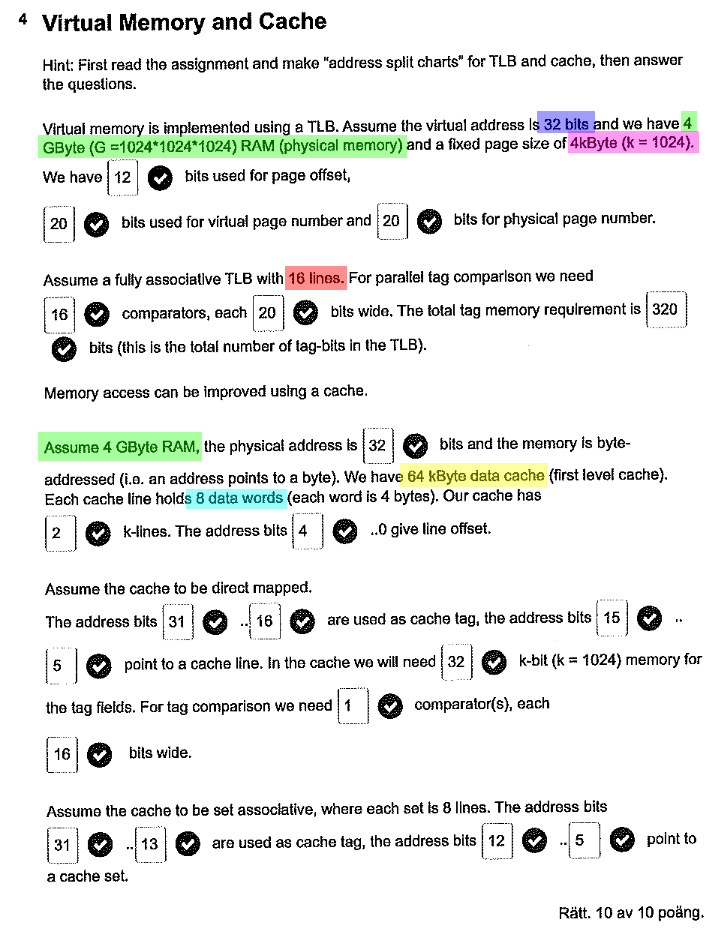 4 Virtual Memory and Cache
Hint: First read the assignment and make "address split charts" for TLB and cache, then answer
the questions.
Virtual memory is implemented using a TLB. Assume the virtual address is 32 bits and we have 4
GByte (G =1024*1024*1024) RAM (physical memory) and a fixed page size of 4kByte (k = 1024).
We have 12 bits used for page offset,
20 bits used for virtual page number and 20 bits for physical page number.
Assume a fully associative TLB with 16 lines. For parallel tag comparison we need
16 comparators, each 20 bits wide. The total tag memory requirement is 320
bits (this is the total number of tag-bits in the TLB).
Memory access can be improved using a cache.
Assume 4 GByte RAM, the physical address is 32 bits and the memory is byte-
addressed (i.e. an address points to a byte). We have 64 kByte data cache (first level cache).
Each cache line holds 8 data words (each word is 4 bytes). Our cache has
2 k-lines. The address bits 4 ..0 give line offset.
Assume the cache to be direct mapped.
The address bits 31 .. 16 are used as cache tag, the address bits 15 ..
5 point to a cache line. In the cache we will need 32 k-bit (k = 1024) memory for
the tag fields. For tag comparison we need 1 comparator(s), each
16 bits wide.
Assume the cache to be set associative, where each set is 8 lines. The address bits
31 .. 13 are used as cache tag, the address bits 12 .. 5 point to
a cache set.
Rätt. 10 av 10 poäng.